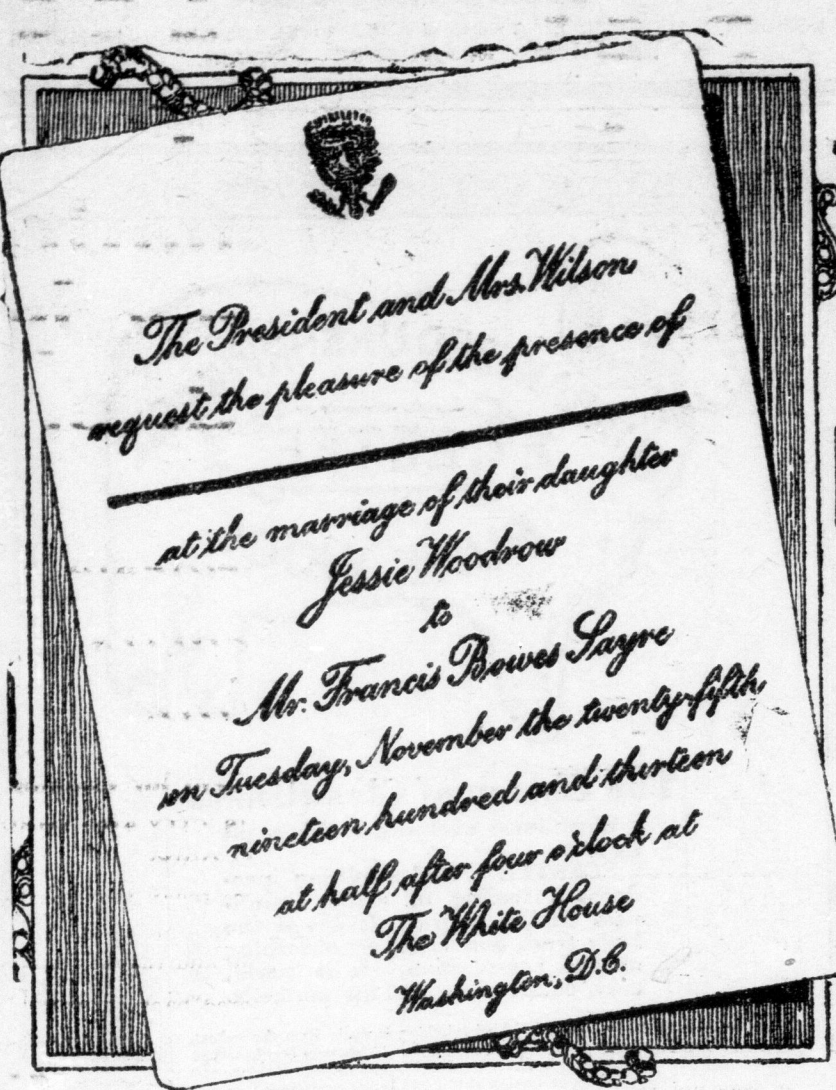 The President and Mrs. Wilson
request the pleasure of the presence of
at the marriage of their daughter
Jessie Woodrow
to
Mr. Francis Bowes Sayre
on Tuesday, November the twenty-fifth
nineteen hundred and thirteen
at half after four o'clock at
The White House
Washington, D.C.